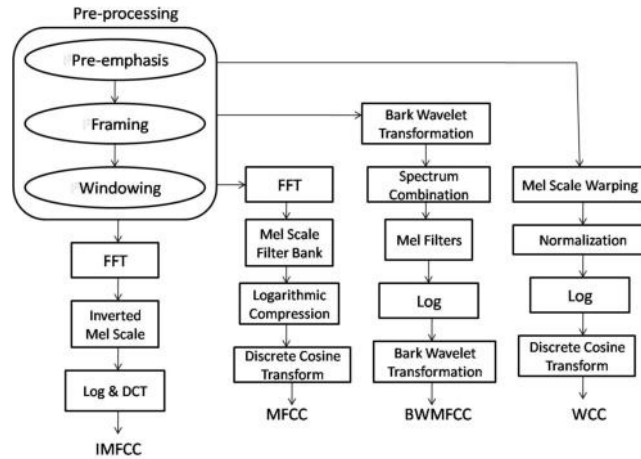 Pre-processing
Pre-emphasis
Framing
Windowing
FFT
Inverted
Mel Scale
Log & DCT
IMFCC
FFT
Mel Scale
Filter Bank
Logarithmic
Compression
Discrete Cosine
Transform
MFCC
Bark Wavelet
Transformation
Spectrum
Combination
Mel Filters
Log
Bark Wavelet
Transformation
BWMFCC
Mel Scale Warping
Normalization
Log
Discrete Cosine
Transform
WCC